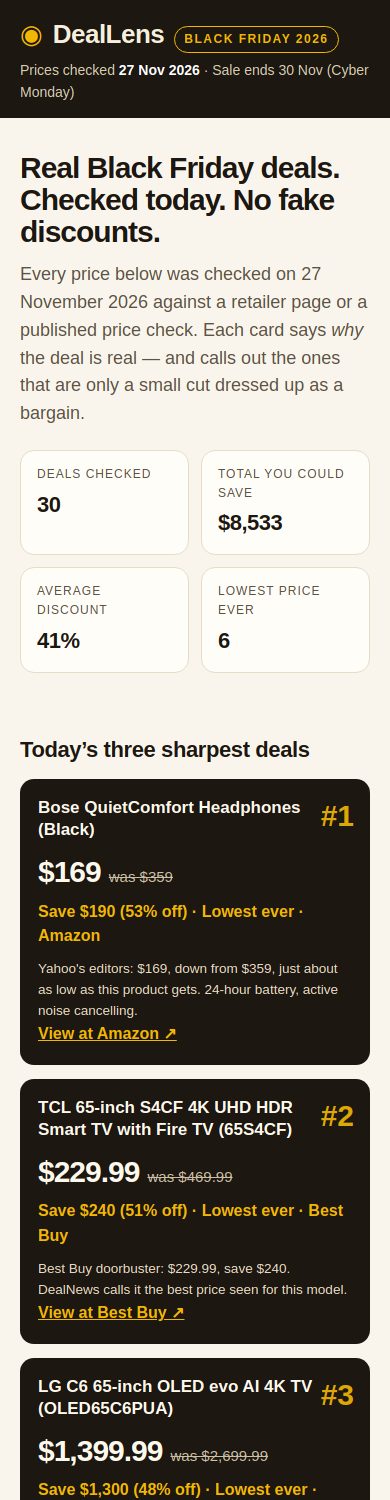 ◉ DealLens BLACK FRIDAY 2026
Prices checked 27 Nov 2026 · Sale ends 30 Nov (Cyber
Monday)
Real Black Friday deals.
Checked today. No fake
discounts.
Every price below was checked on 27
November 2026 against a retailer page or a
published price check. Each card says why
the deal is real — and calls out the ones
that are only a small cut dressed up as a
bargain.
DEALS CHECKED
30
TOTAL YOU COULD
SAVE
$8,533
AVERAGE
DISCOUNT
41%
LOWEST PRICE
EVER
6
Today’s three sharpest deals
Bose QuietComfort Headphones
(Black)
#1
$169 was $359
Save $190 (53% off) · Lowest ever ·
Amazon
Yahoo's editors: $169, down from $359, just about
as low as this product gets. 24-hour battery, active
noise cancelling.
View at Amazon ↗
TCL 65-inch S4CF 4K UHD HDR
Smart TV with Fire TV (65S4CF)
#2
$229.99 was $469.99
Save $240 (51% off) · Lowest ever · Best
Buy
Best Buy doorbuster: $229.99, save $240.
DealNews calls it the best price seen for this model.
View at Best Buy ↗
LG C6 65-inch OLED evo AI 4K TV
(OLED65C6PUA)
#3
$1,399.99 was $2,699.99
Save $1,300 (48% off) · Lowest ever ·